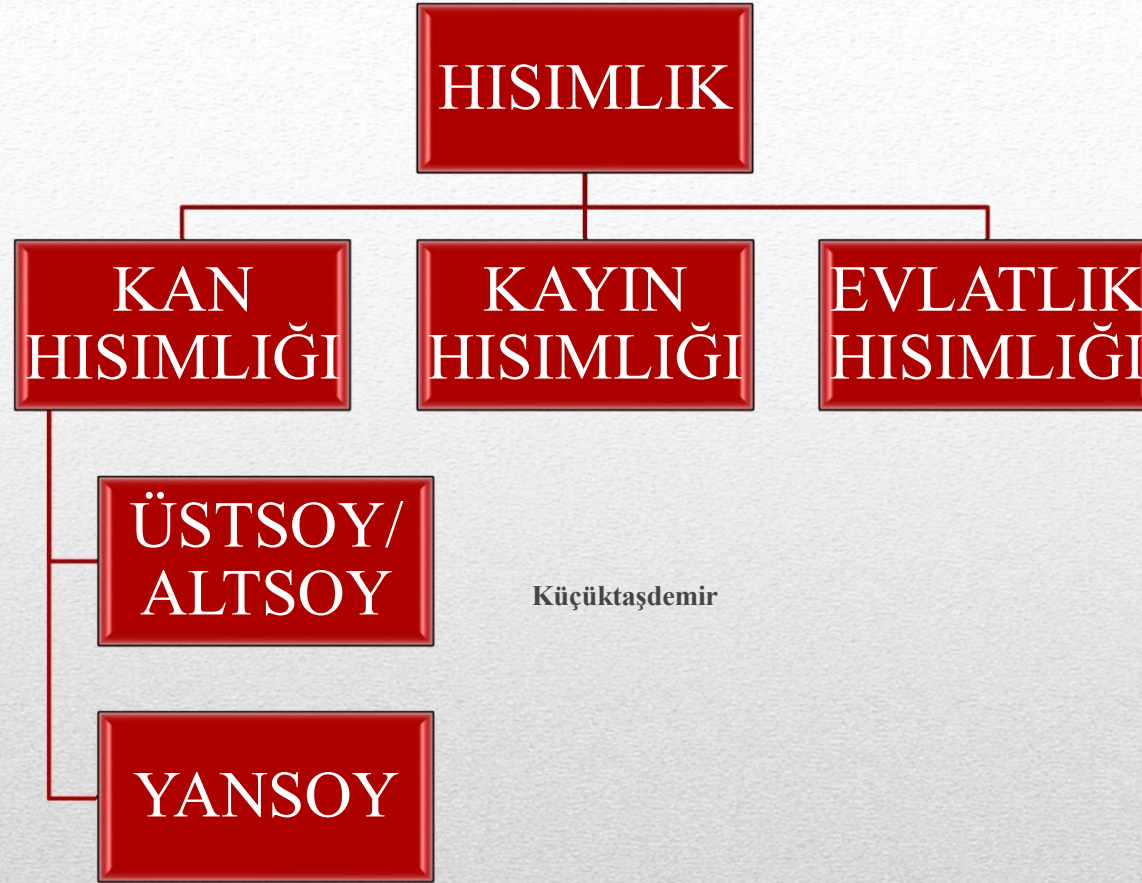 HISIMLIK
KAN
HISIMLIĞI
KAYIN
HISIMLIĞI
EVLATLIK
HISIMLIĞI
ÜSTSOY/
ALTSOY
Küçüktaşdemir
YANSOY